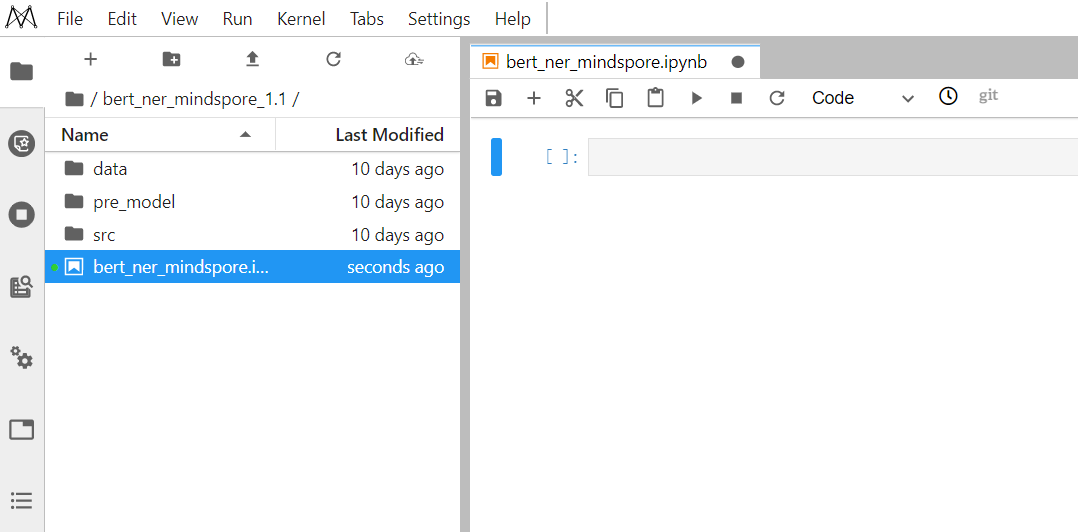 File Edit View Run Kernel Tabs Settings Help
bert_ner_mindspore.ipynb
/ bert_ner_mindspore_1.1 /
Code git
Name Last Modified
data 10 days ago
pre_model 10 days ago
src 10 days ago
bert_ner_mindspore.i... seconds ago
[ ]: